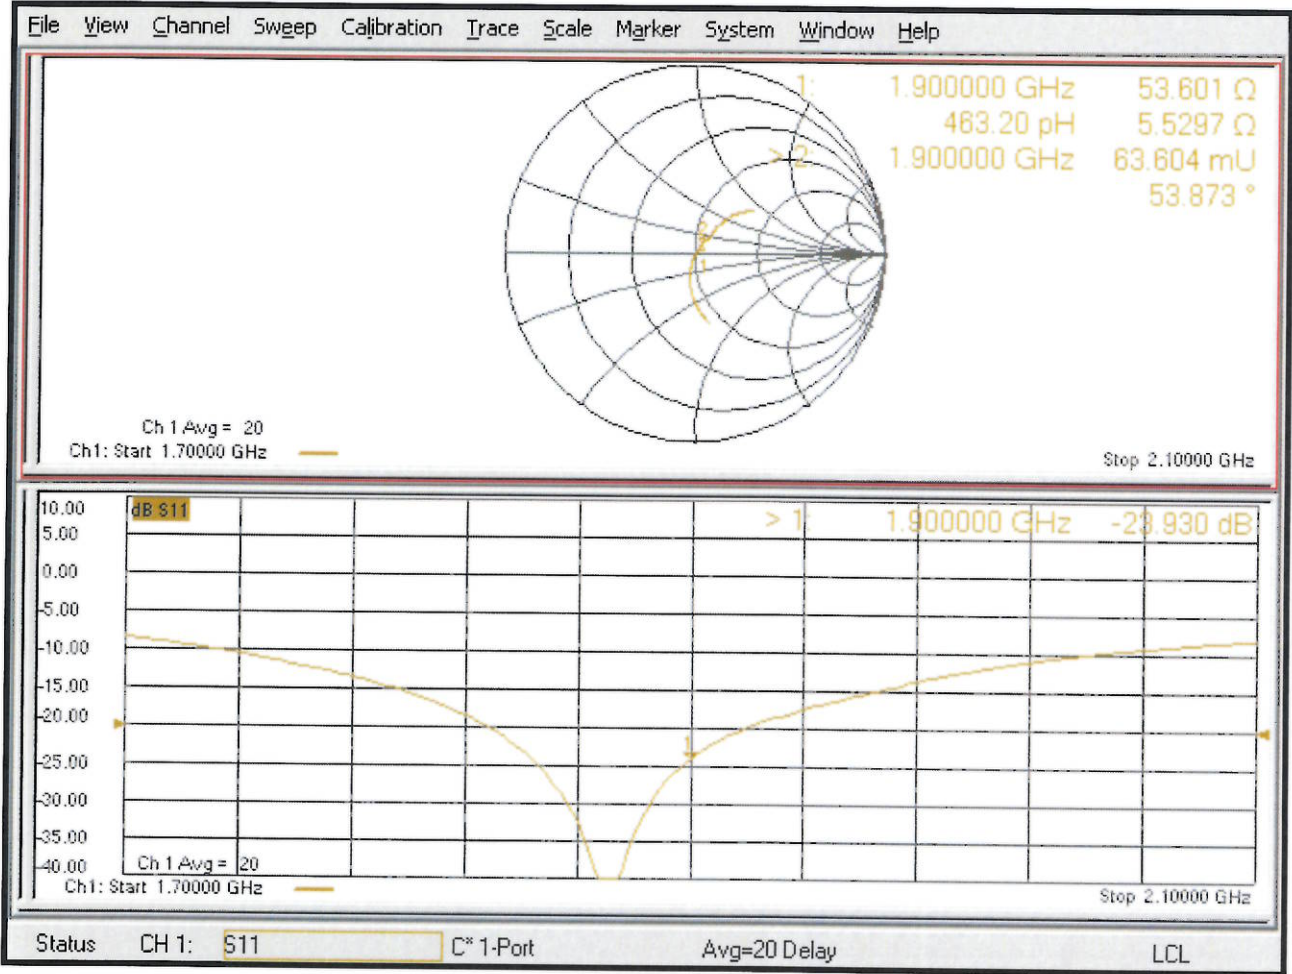 File View Channel Sweep Calibration Trace Scale Marker System Window Help
1: 1.900000 GHz 53.601 Ω
463.20 pH 5.5297 Ω
> 2: 1.900000 GHz 63.604 mU
53.873 °
2
1
Ch 1 Avg = 20
Ch1: Start 1.70000 GHz
Stop 2.10000 GHz
10.00
dB S11
> 1: 1.900000 GHz -23.930 dB
5.00
0.00
-5.00
-10.00
-15.00
-20.00
1
-25.00
-30.00
-35.00
-40.00
Ch 1 Avg = 20
Ch1: Start 1.70000 GHz
Stop 2.10000 GHz
Status CH 1: S11 C* 1-Port Avg=20 Delay LCL